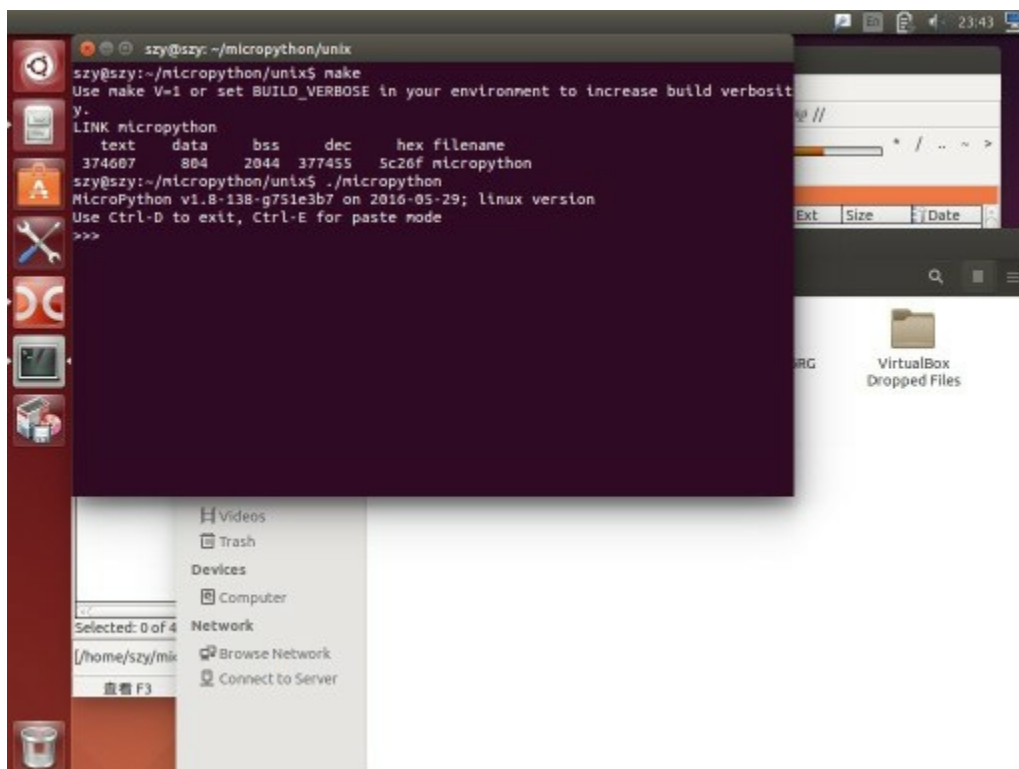 En
23:43
szy@szy: ~/micropython/unix
szy@szy:~/micropython/unix$ make
Use make V=1 or set BUILD_VERBOSE in your environment to increase build verbosit
y.
LINK micropython
text data bss dec hex filename
374607 804 2044 377455 5c26f micropython
szy@szy:~/micropython/unix$ ./micropython
MicroPython v1.8-138-g751e3b7 on 2016-05-29; linux version
Use Ctrl-D to exit, Ctrl-E for paste mode
>>>
//
* / .. ~ >
Ext Size Date
RG
VirtualBox
Dropped Files
Videos
Trash
Devices
Computer
Selected: 0 of 4
Network
[/home/szy/mic
Browse Network
Connect to Server
查看 F3